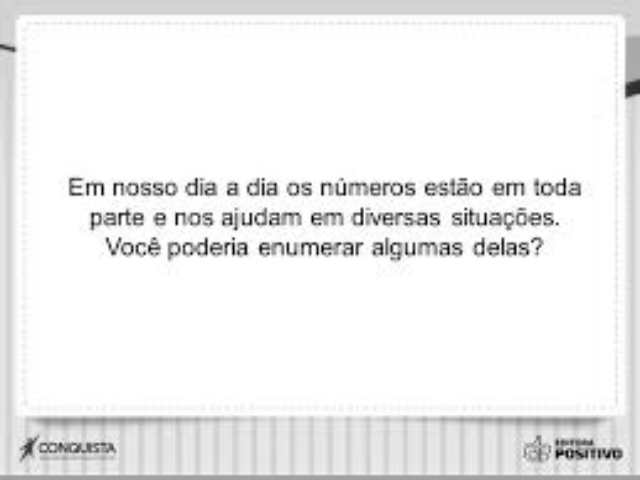 Em nosso dia a dia os números estão em toda
parte e nos ajudam em diversas situações.
Você poderia enumerar algumas delas?
CONQUISTA
EDITORA
POSITIVO